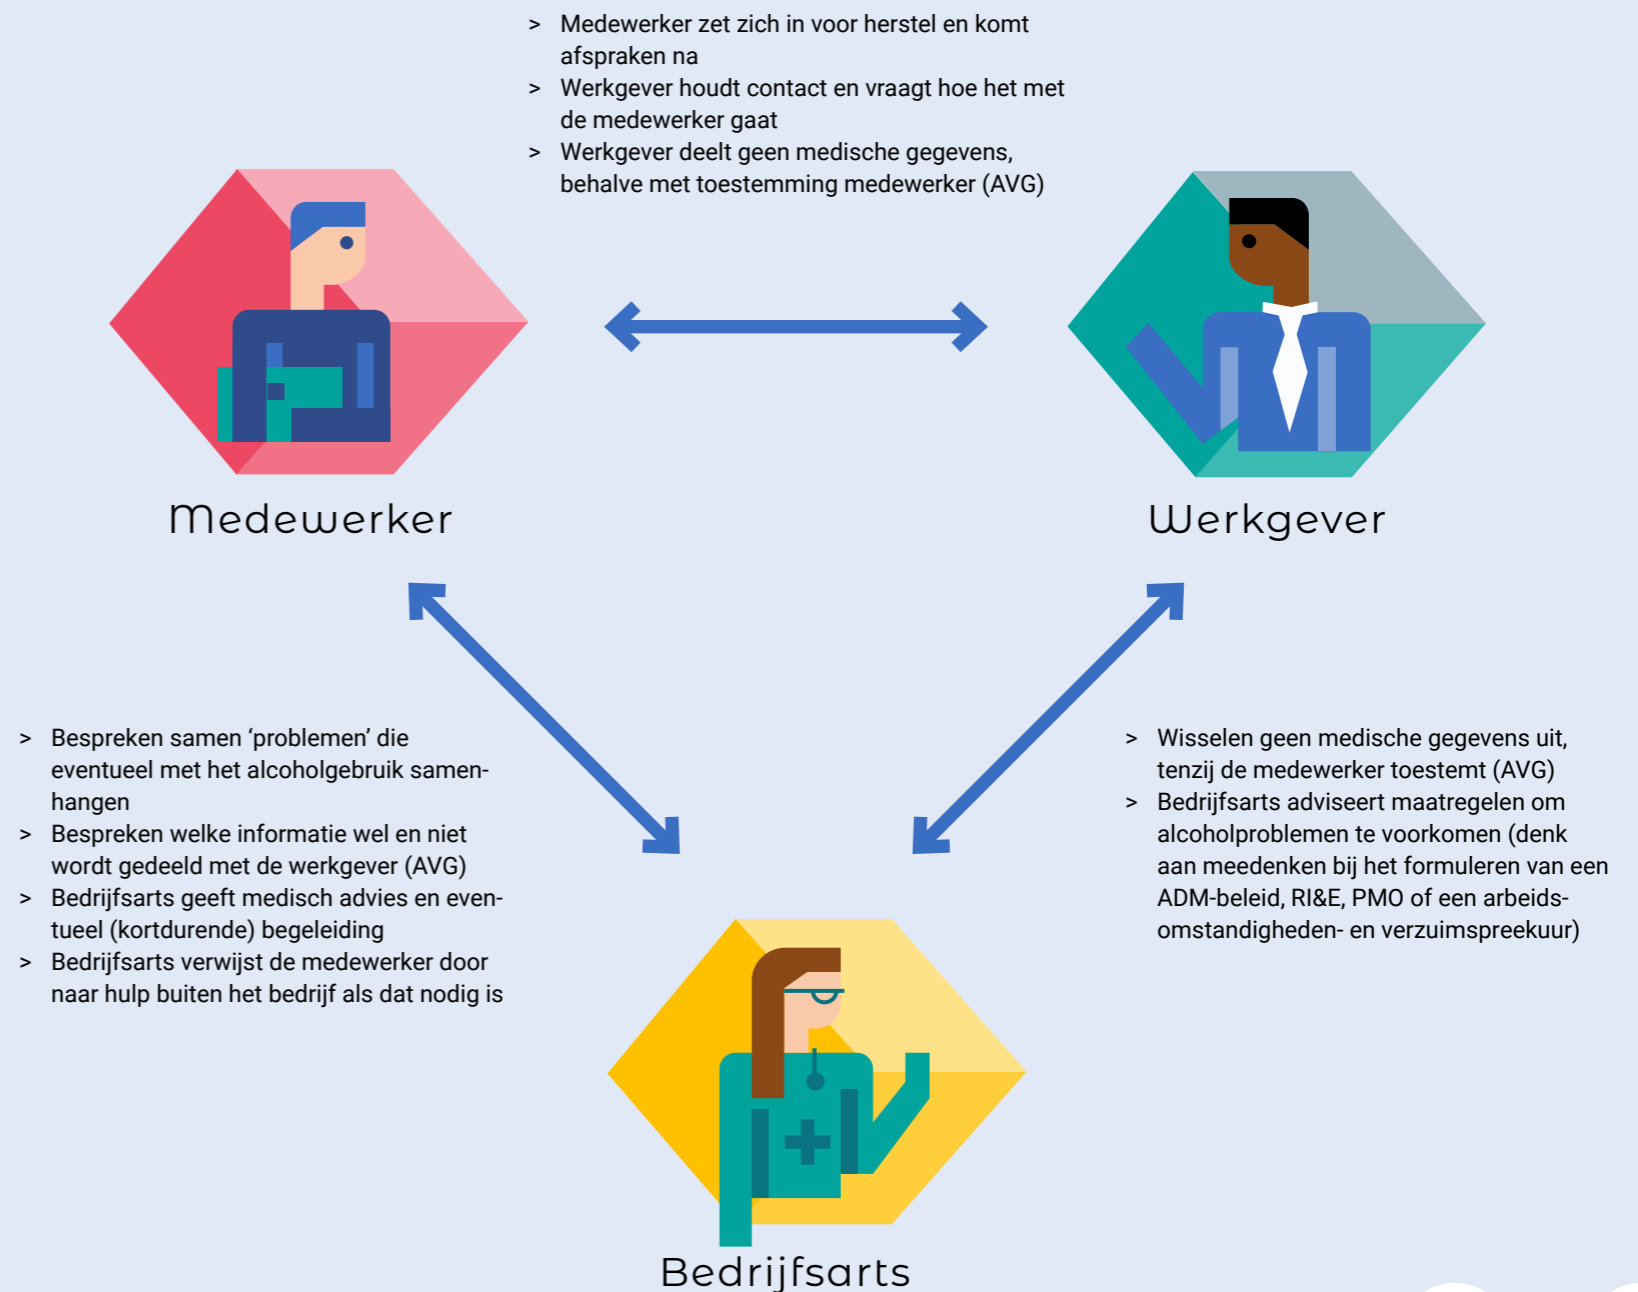 > Medewerker zet zich in voor herstel en komt
afspraken na
> Werkgever houdt contact en vraagt hoe het met
de medewerker gaat
> Werkgever deelt geen medische gegevens,
behalve met toestemming medewerker (AVG)
Medewerker
Werkgever
> Bespreken samen ‘problemen’ die
eventueel met het alcoholgebruik samen-
hangen
> Bespreken welke informatie wel en niet
wordt gedeeld met de werkgever (AVG)
> Bedrijfsarts geeft medisch advies en even-
tueel (kortdurende) begeleiding
> Bedrijfsarts verwijst de medewerker door
naar hulp buiten het bedrijf als dat nodig is
> Wisselen geen medische gegevens uit,
tenzij de medewerker toestemt (AVG)
> Bedrijfsarts adviseert maatregelen om
alcoholproblemen te voorkomen (denk
aan meedenken bij het formuleren van een
ADM-beleid, RI&E, PMO of een arbeids-
omstandigheden- en verzuimspreekuur)
Bedrijfsarts